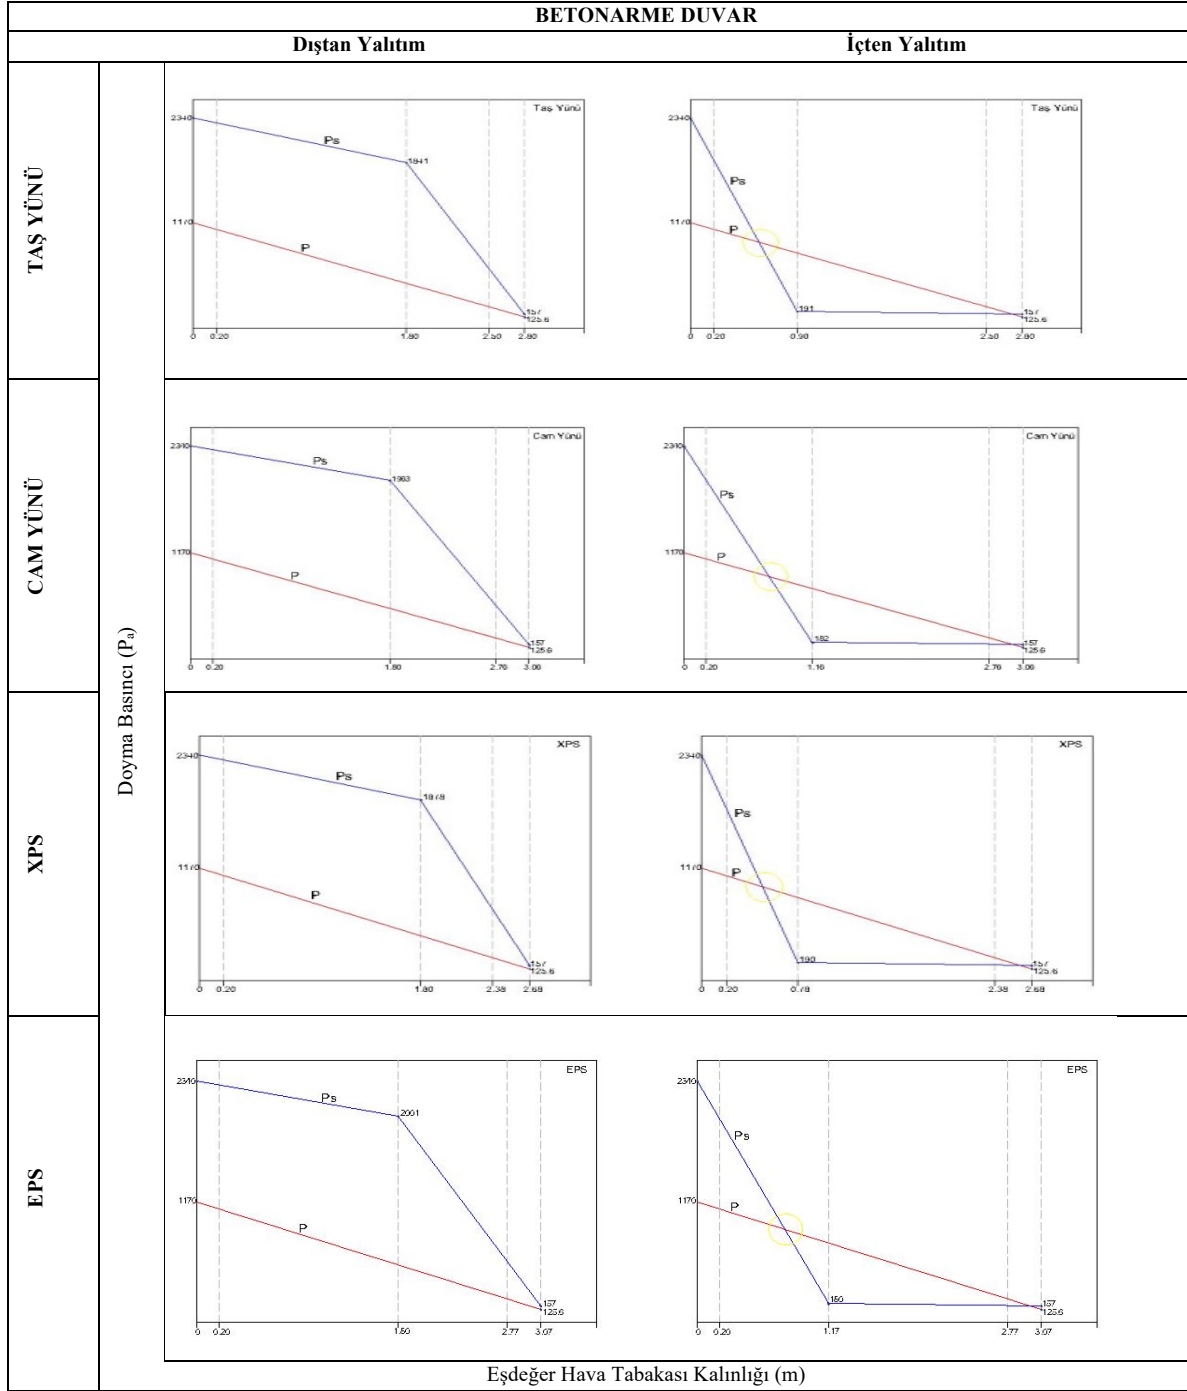 BETONARME DUVAR
Dıştan Yalıtım İçten Yalıtım
TAŞ YÜNÜ
Doyma Basıncı (Pa)
Taş Yünü
2340
Ps
1941
1170
P
157
125.6
0 0.20 1.80 2.50 2.80
Taş Yünü
2340
Ps
1170
P
191
157
125.6
0 0.20 0.90 2.50 2.80
CAM YÜNÜ
Cam Yünü
2340
Ps
1963
1170
P
157
125.6
0 0.20 1.80 2.76 3.06
Cam Yünü
2340
Ps
1170
P
182
157
125.6
0 0.20 1.16 2.76 3.06
XPS
XPS
2340
Ps
1878
1170
P
157
125.6
0 0.20 1.80 2.38 2.68
XPS
2340
Ps
1170
P
190
157
125.6
0 0.20 0.78 2.38 2.68
EPS
EPS
2340
Ps
2001
1170
P
157
125.6
0 0.20 2.77 3.07
EPS
2340
Ps
1170
P
157
125.6
0 0.20 1.17 2.77 3.07
Eşdeğer Hava Tabakası Kalınlığı (m)